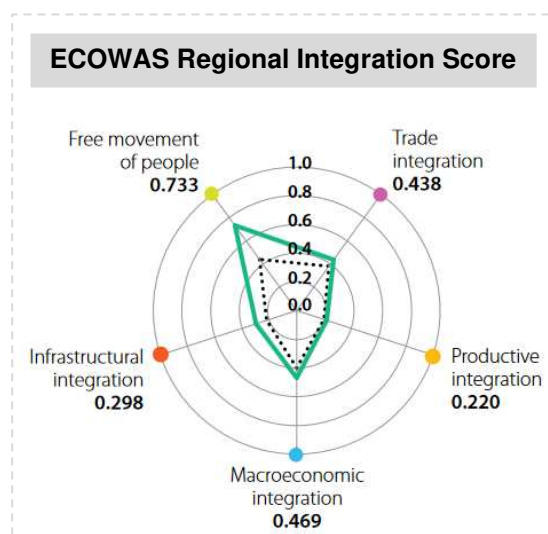 ECOWAS Regional Integration Score
Free movement
of people
0.733
Trade
integration
0.438
1.0
0.8
0.6
0.4
0.2
0.0
Infrastructural
integration
0.298
Productive
integration
0.220
Macroeconomic
integration
0.469